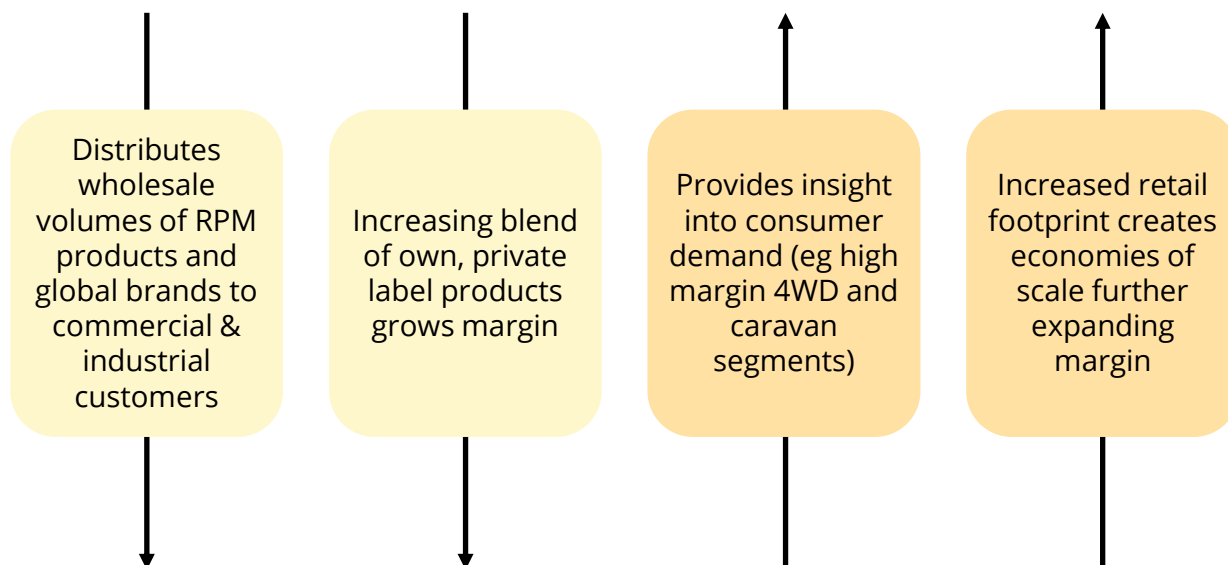 Distributes
wholesale
volumes of RPM
products and
global brands to
commercial &
industrial
customers
Increasing blend
of own, private
label products
grows margin
Provides insight
into consumer
demand (eg high
margin 4WD and
caravan
segments)
Increased retail
footprint creates
economies of
scale further
expanding
margin